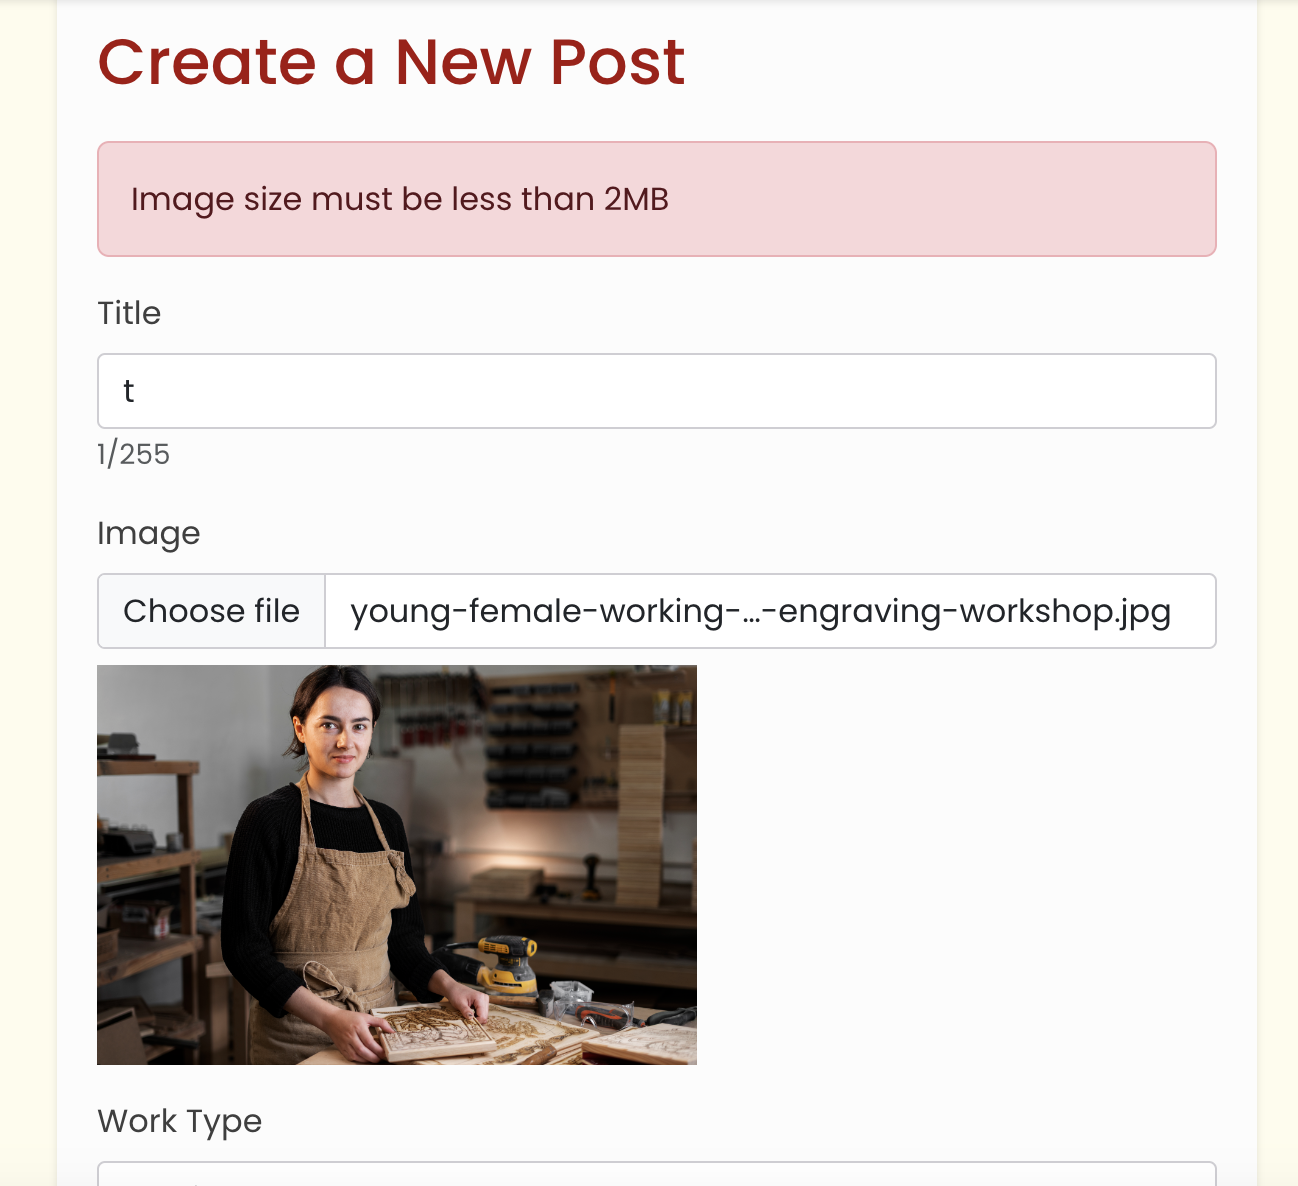 Create a New Post
Image size must be less than 2MB
Title
t
1/255
Image
Choose file
young-female-working-...-engraving-workshop.jpg
Work Type